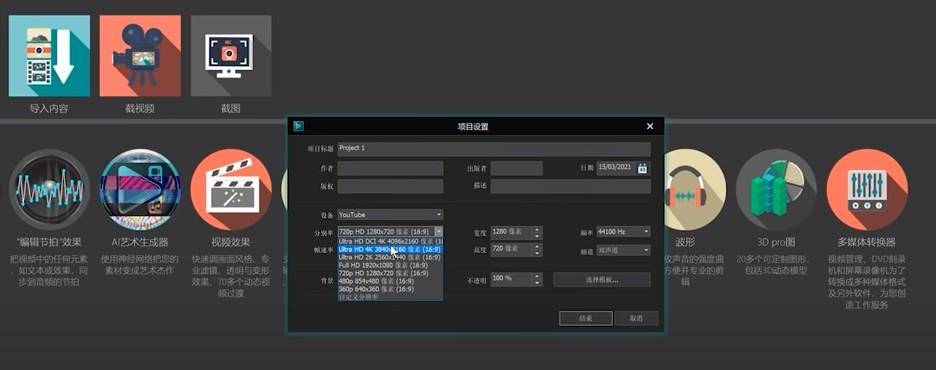 导入内容
截视频
截图
项目设置
项目标题 Project 1
作者
出版者
日期 15/03/2021
版权
描述
设备 YouTube
分别率 720p HD 1280x720 像素 (16:9)
宽度 1280 像素
频率 44100 Hz
Ultra HD DCI 4K 4096x2160 像素 (1
帧速率
Ultra HD 4K 3840x2160 像素 (16:9)
高度 720 像素
频道 双声道
Ultra HD 2K 2560x1440 像素 (16:9)
Full HD 1920x1080 像素 (16:9)
720p HD 1280x720 像素 (16:9)
背景
480p 854x480 像素 (16:9)
不透明 100 %
选择模板...
360p 640x360 像素 (16:9)
自定义分辨率
结束
取消
"编辑节拍"效果
把视频中的任何元素
，如文本或效果，同
步到音频的节拍
AI艺术生成器
使用神经网络把您的
素材变成艺术杰作
视频效果
快速调画面风格、专
业滤镜、透明与变形
效果、70多个动态视
频过渡
波形
放声音的强度曲
方便并专业的剪
辑
3D pro图
20多个可定制图形，
包括3D动态模型
多媒体转换器
视频管理、DVD刻录
机和屏幕录像机为了
转换成多种媒体格式
及另外软件，为您创
造工作服务